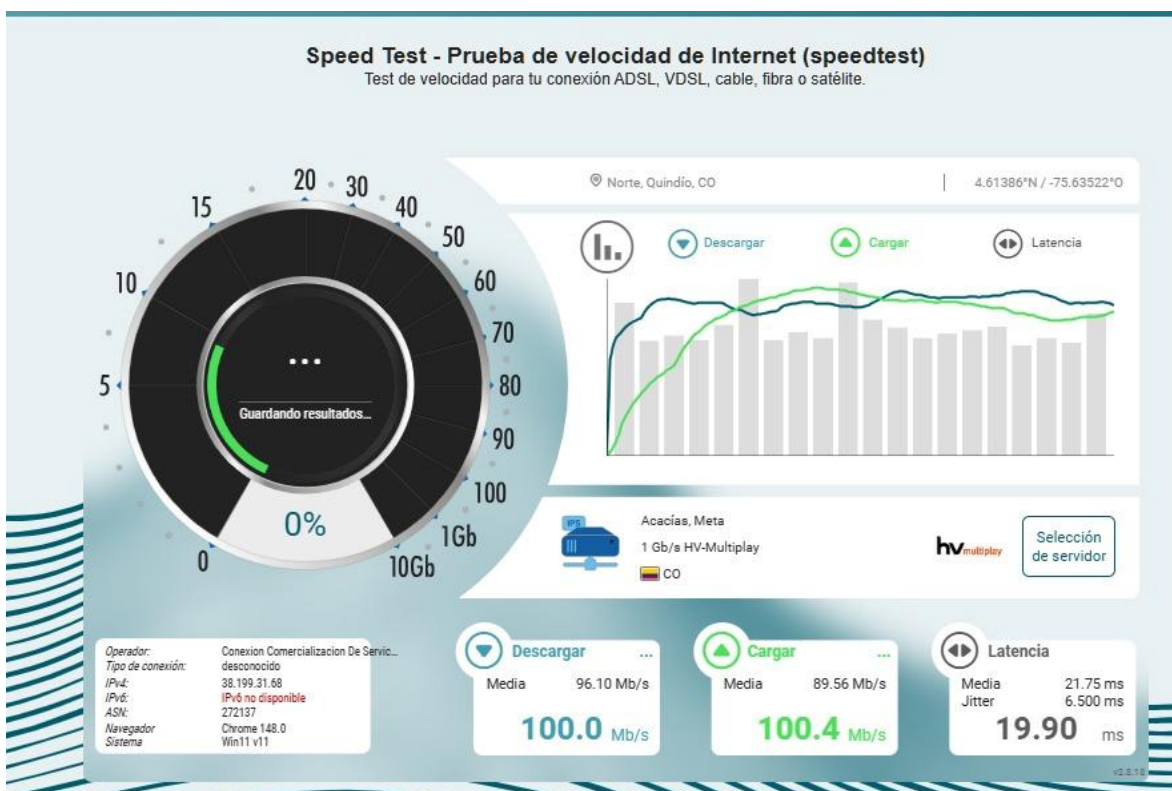 Speed Test - Prueba de velocidad de Internet (speedtest)
Test de velocidad para tu conexión ADSL, VDSL, cable, fibra o satélite.
Norte, Quindío, CO
4.61386°N / -75.63522°O
Descargar
Cargar
Latencia
0
5
10
15
20
30
40
50
60
70
80
90
100
1Gb
10Gb
...
Guardando resultados...
0%
IPS
Acacías, Meta
1 Gb/s HV-Multiplay
CO
hv multiplay
Selección
de servidor
Operador: Conexion Comercializacion De Servic...
Tipo de conexión: desconocido
IPv4: 38.199.31.68
IPv6: IPv6 no disponible
ASN: 272137
Navegador Chrome 148.0
Sistema Win11 v11
Descargar ...
Media 96.10 Mb/s
100.0 Mb/s
Cargar ...
Media 89.56 Mb/s
100.4 Mb/s
Latencia
Media 21.75 ms
Jitter 6.500 ms
19.90 ms
v2.8.18